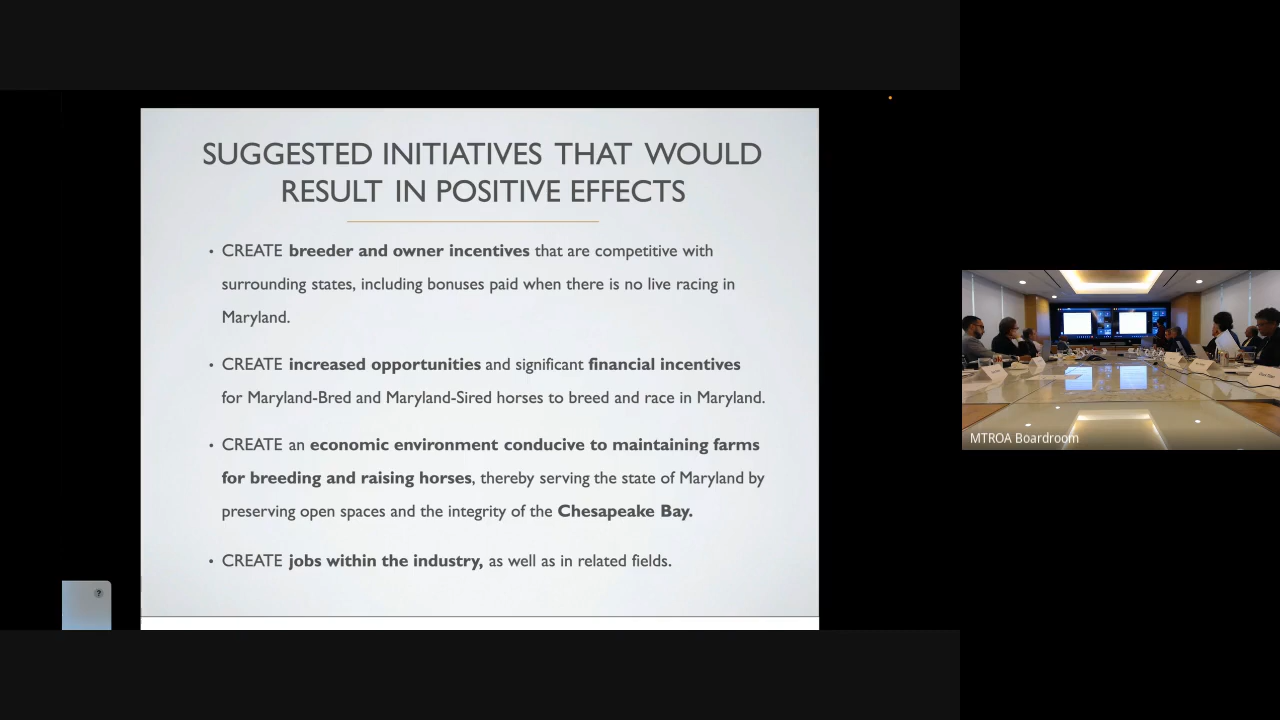 SUGGESTED INITIATIVES THAT WOULD
RESULT IN POSITIVE EFFECTS
• CREATE breeder and owner incentives that are competitive with
surrounding states, including bonuses paid when there is no live racing in
Maryland.
• CREATE increased opportunities and significant financial incentives
for Maryland-Bred and Maryland-Sired horses to breed and race in Maryland.
• CREATE an economic environment conducive to maintaining farms
for breeding and raising horses, thereby serving the state of Maryland by
preserving open spaces and the integrity of the Chesapeake Bay.
• CREATE jobs within the industry, as well as in related fields.
?
MTROA Boardroom